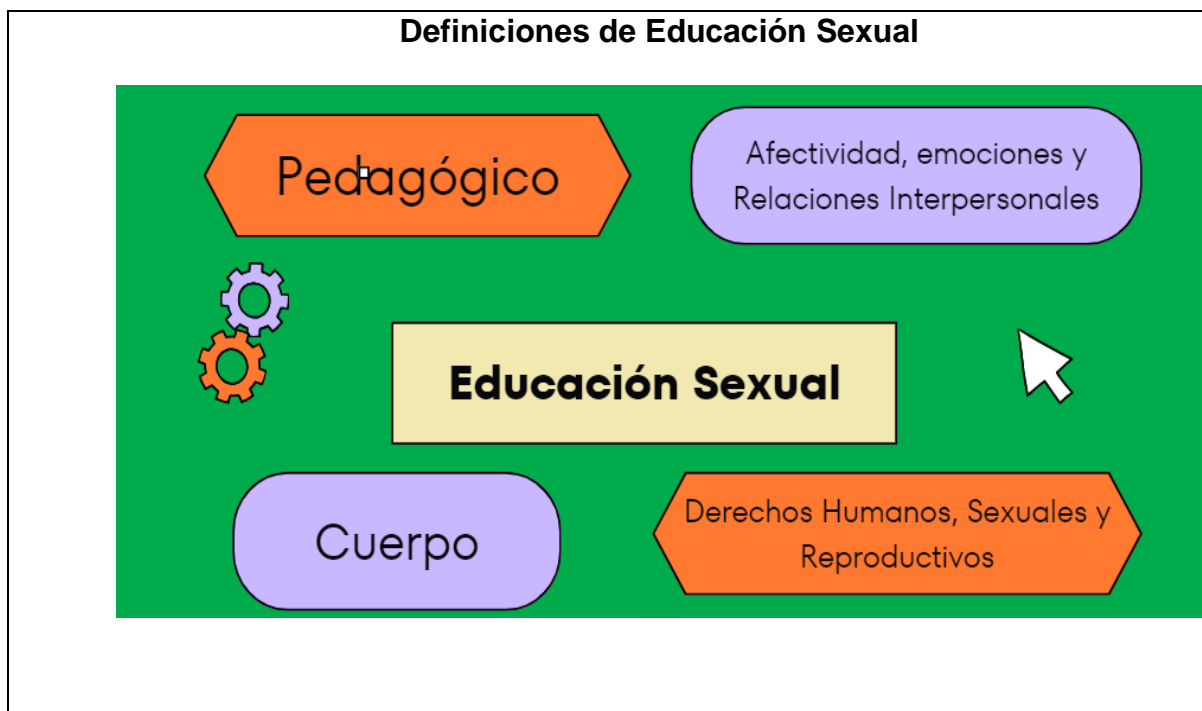 Definiciones de Educación Sexual
Pedagógico
Afectividad, emociones y
Relaciones Interpersonales
Educación Sexual
Cuerpo
Derechos Humanos, Sexuales y
Reproductivos